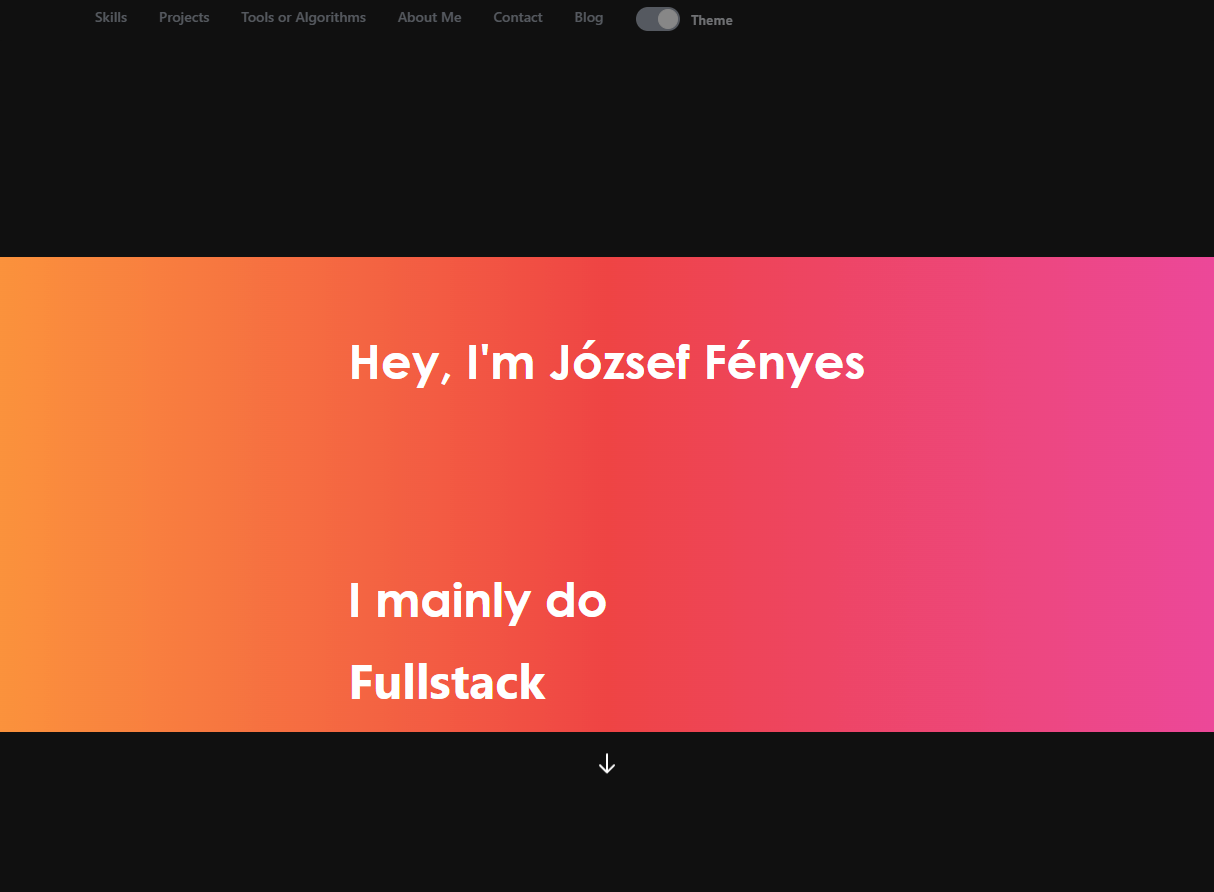 Skills Projects Tools or Algorithms About Me Contact Blog Theme
Hey, I'm József Fényes
I mainly do
Fullstack